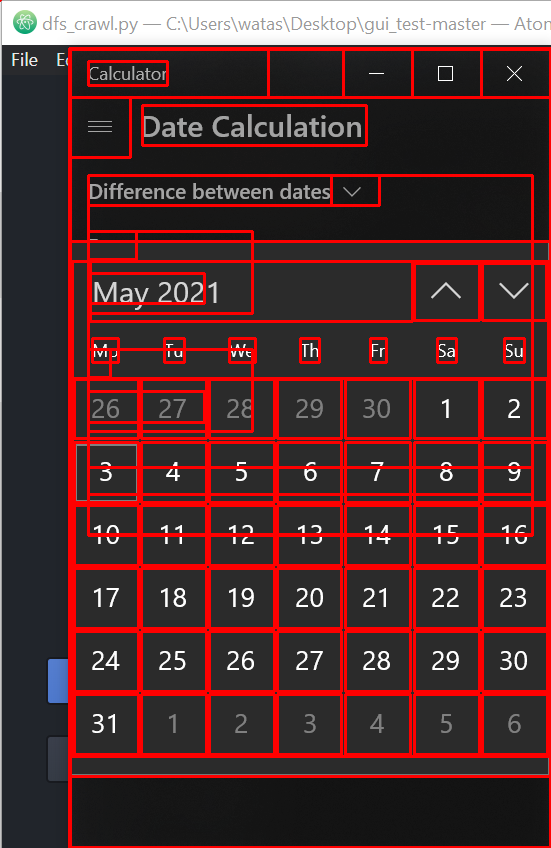 dfs_crawl.py — C:\Users\watas\Desktop\gui_test-master — Atom
File
Calculator
Date Calculation
Difference between dates
May 2021
Mo Tu We Th Fr Sa Su
26 27 28 29 30 1 2
3 4 5 6 7 8 9
10 11 12 13 14 15 16
17 18 19 20 21 22 23
24 25 26 27 28 29 30
31 1 2 3 4 5 6